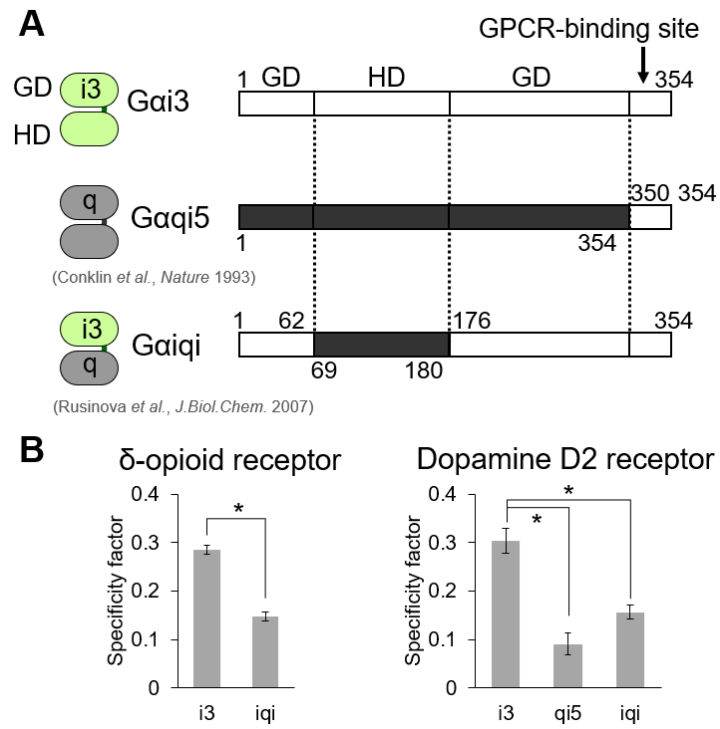 A
GPCR-binding site
1 GD HD GD 354
GD i3 Gαi3
HD
350 354
q Gαqi5
1 354
(Conklin et al., Nature 1993)
1 62 176 354
i3 Gαiqi
q
69 180
(Rusinova et al., J.Biol.Chem. 2007)
B
δ-opioid receptor
Specificity factor
0.4
0.3
0.2
0.1
0
*
i3 iqi
Dopamine D2 receptor
Specificity factor
0.4
0.3
0.2
0.1
0
*
*
i3 qi5 iqi